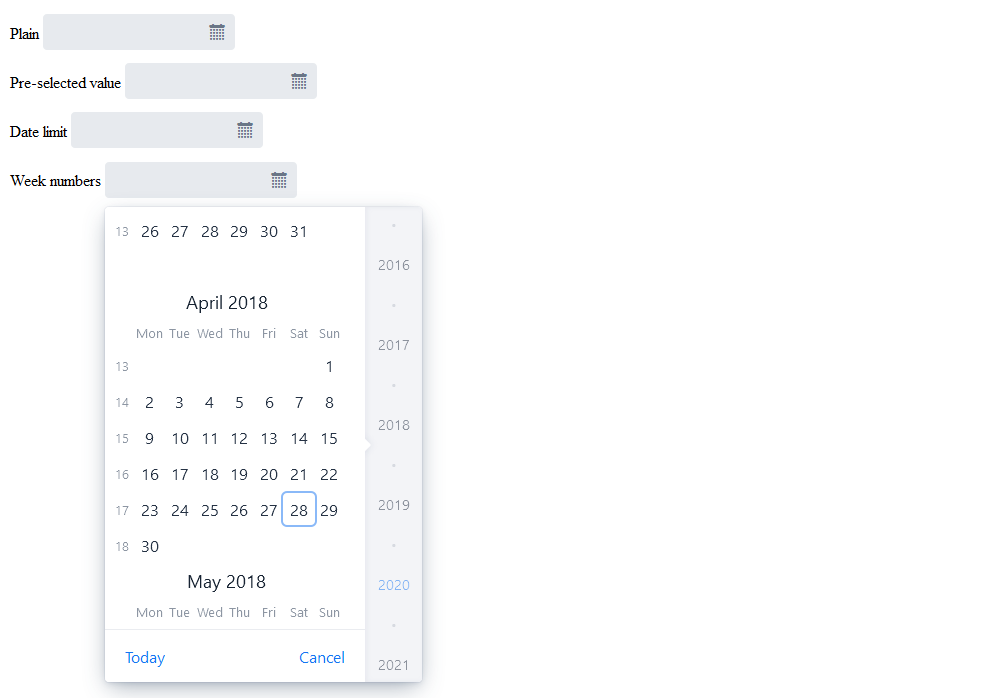 Plain
Pre-selected value
Date limit
Week numbers
13 26 27 28 29 30 31
April 2018
Mon Tue Wed Thu Fri Sat Sun
13 1
14 2 3 4 5 6 7 8
15 9 10 11 12 13 14 15
16 16 17 18 19 20 21 22
17 23 24 25 26 27 28 29
18 30
May 2018
Mon Tue Wed Thu Fri Sat Sun
Today Cancel
2016
2017
2018
2019
2020
2021